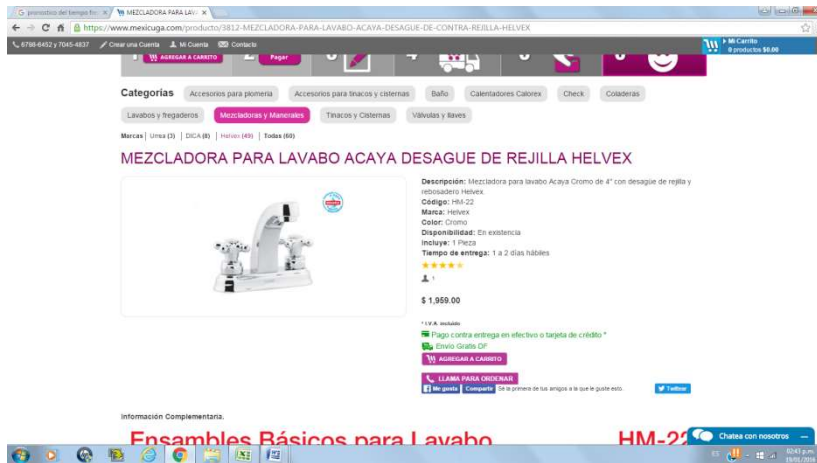 MEZCLADORA PARA LAV
https://www.mexicuga.com/producto/3812-MEZCLADORA-PARA-LAVABO-ACAYA-DESAGUE-DE-CONTRA-REJILLA-HELVEX
6798-6452 y 7045-4837 Crear una Cuenta Mi Cuenta Contacto
Mi Carrito
0 productos $0.00
AGREGAR A CARRITO Pagar
Categorías Accesorios para plomeria Accesorios para tinacos y cisternas Baño Calentadores Calorex Check Coladeras
Lavabos y fregaderos Mezcladoras y Manerales Tinacos y Cisternas Válvulas y llaves
Marcas | Urrea (3) | DICA (8) | Helvex (49) | Todas (60)
MEZCLADORA PARA LAVABO ACAYA DESAGUE DE REJILLA HELVEX
Descripción: Mezcladora para lavabo Acaya Cromo de 4" con desagüe de rejilla y
rebosadero Helvex.
Código: HM-22
Marca: Helvex
Color: Cromo
Disponibilidad: En existencia
Incluye: 1 Pieza
Tiempo de entrega: 1 a 2 días hábiles
1
$ 1,959.00
* I.V.A. incluido
Pago contra entrega en efectivo o tarjeta de crédito *
Envío Gratis DF
AGREGAR A CARRITO
LLAMA PARA ORDENAR
Me gusta Compartir Sé la primera de tus amigos a la que le guste esto. Twittear
Información Complementaria.
Ensambles Básicos para Lavabo HM-22
Chatea con nosotros
ES 02:43 p.m.
19/01/2016